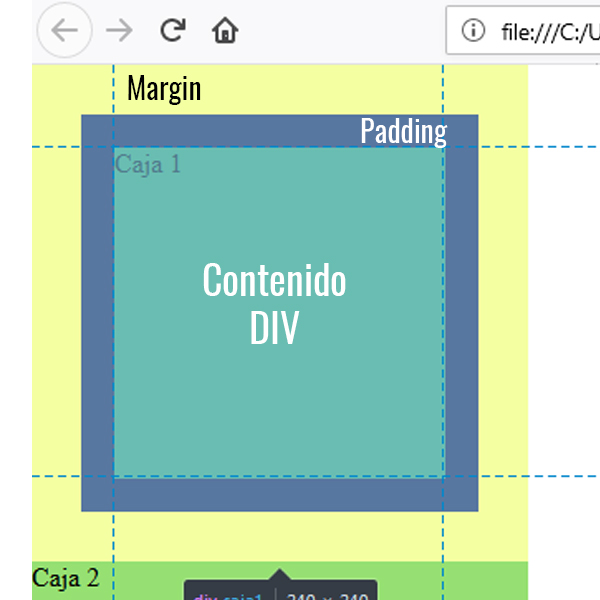 file:///C:/U
Margin
Padding
Caja 1
Contenido
DIV
Caja 2